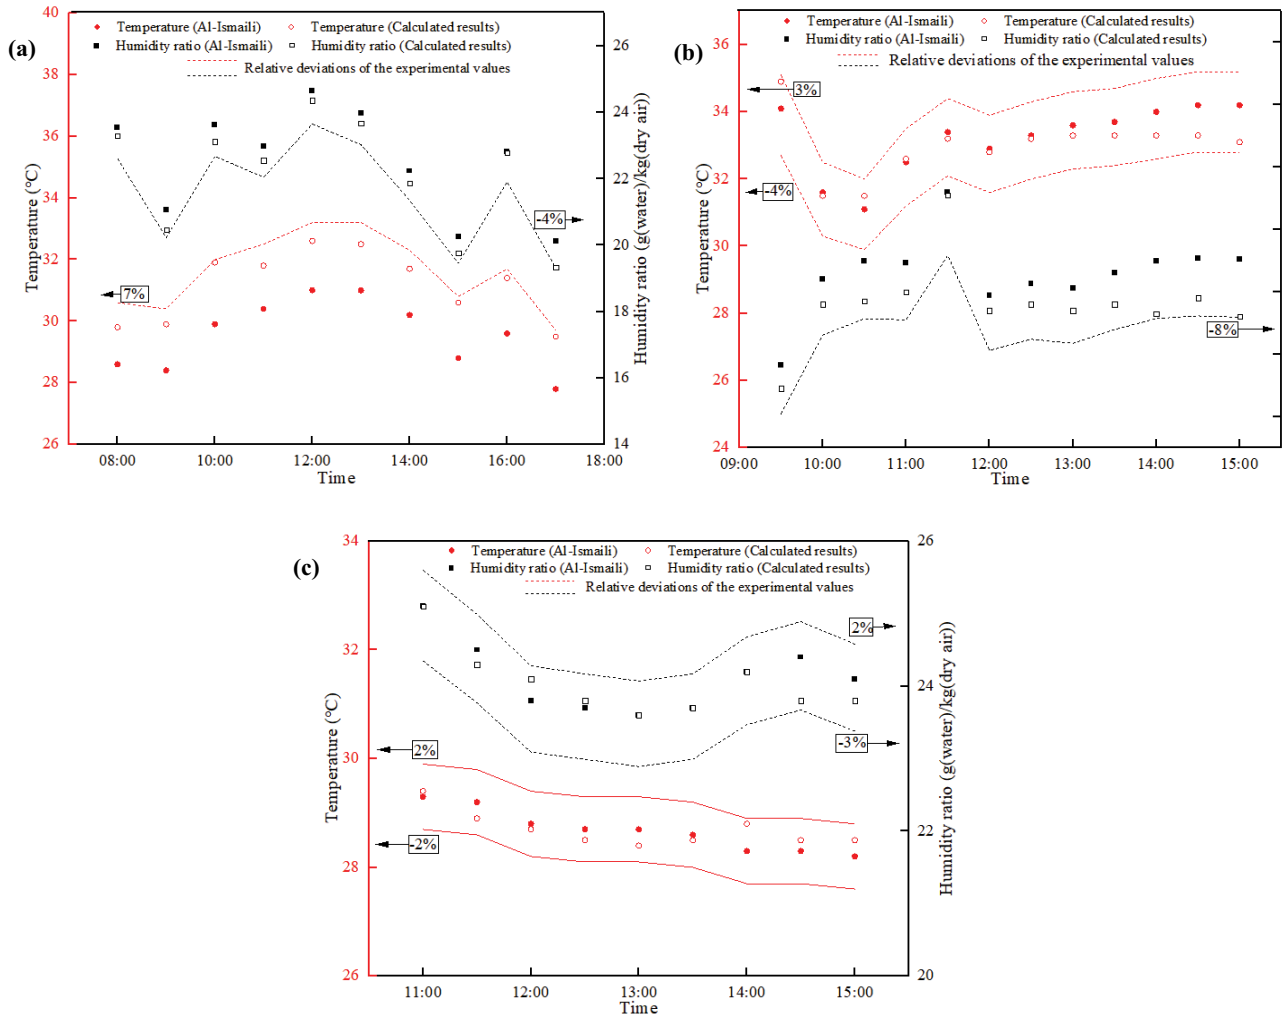 (a)
40
38
36
34
32
30
28
26
Temperature (°C)
Temperature (Al-Ismaili) Temperature (Calculated results)
Humidity ratio (Al-Ismaili) Humidity ratio (Calculated results)
Relative deviations of the experimental values
7%
-4%
26
24
22
20
18
16
14
Humidity ratio (g(water)/kg(dry air))
08:00 10:00 12:00 14:00 16:00 18:00
Time
(b)
36
34
32
30
28
26
24
Temperature (°C)
Temperature (Al-Ismaili) Temperature (Calculated results)
Humidity ratio (Al-Ismaili) Humidity ratio (Calculated results)
Relative deviations of the experimental values
3%
-4%
-8%
09:00 10:00 11:00 12:00 13:00 14:00 15:00
Time
(c)
34
32
30
28
26
Temperature (°C)
Temperature (Al-Ismaili) Temperature (Calculated results)
Humidity ratio (Al-Ismaili) Humidity ratio (Calculated results)
Relative deviations of the experimental values
2%
-3%
2%
-2%
26
24
22
20
Humidity ratio (g(water)/kg(dry air))
11:00 12:00 13:00 14:00 15:00
Time